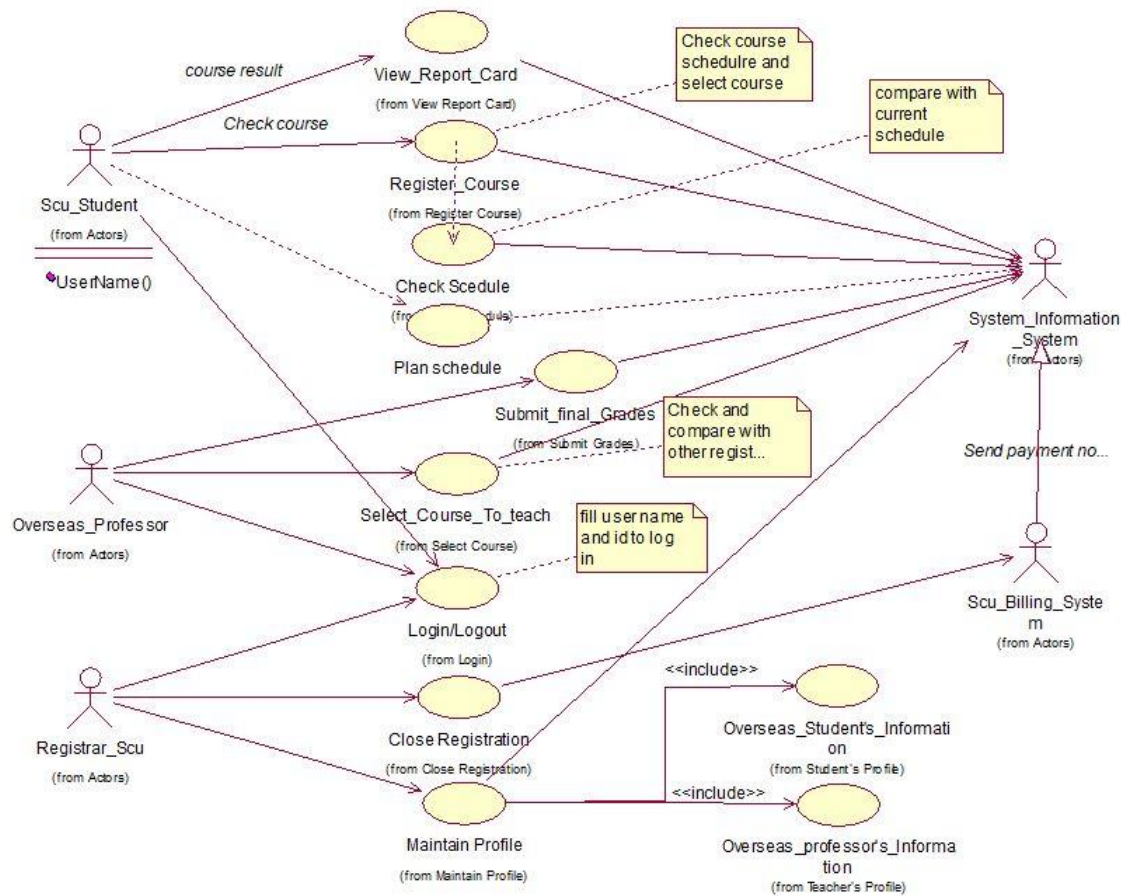 course result
View_Report_Card
(from View Report Card)
Check course
schedulre and
select course
compare with
current
schedule
Check course
Register_Course
(from Register Course)
Scu_Student
(from Actors)
UserName()
Check Scedule
Plan schedule
System_Information
_System
(from Actors)
Submit_final_Grades
(from Submit Grades)
Check and
compare with
other regist...
Send payment no...
Overseas_Professor
(from Actors)
Select_Course_To_teach
(from Select Course)
fill username
and id to log
in
Login/Logout
(from Login)
Scu_Billing_Syste
m
(from Actors)
Registrar_Scu
(from Actors)
Close Registration
(from Close Registration)
<<include>>
Overseas_Student's_Informati
on
(from Student's Profile)
<<include>>
Maintain Profile
(from Maintain Profile)
Overseas_professor's_Informa
tion
(from Teacher's Profile)